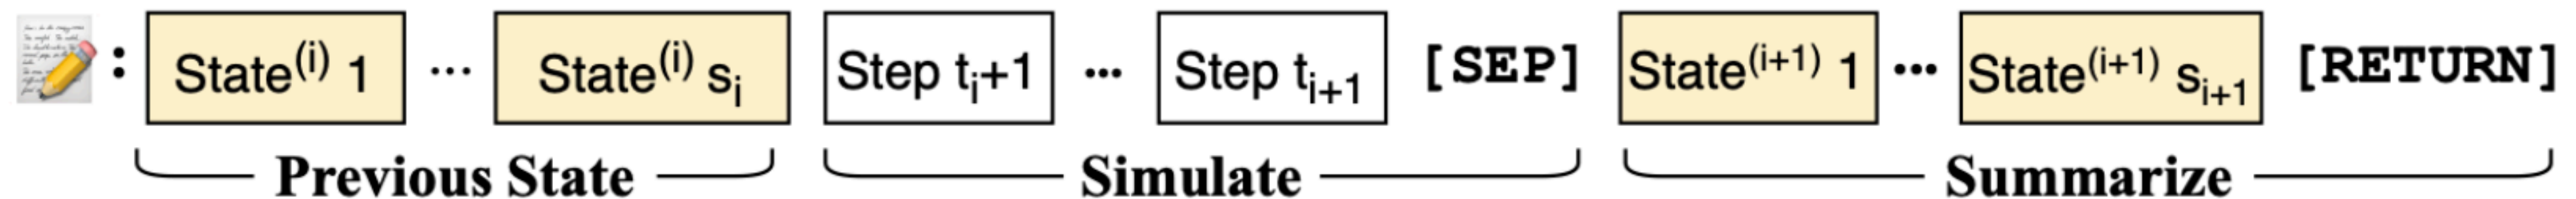 : State⁽ⁱ⁾ 1 ... State⁽ⁱ⁾ sᵢ Step tᵢ+1 ... Step tᵢ₊₁ [SEP] State⁽ⁱ⁺¹⁾ 1 ... State⁽ⁱ⁺¹⁾ sᵢ₊₁ [RETURN]
Previous State Simulate Summarize